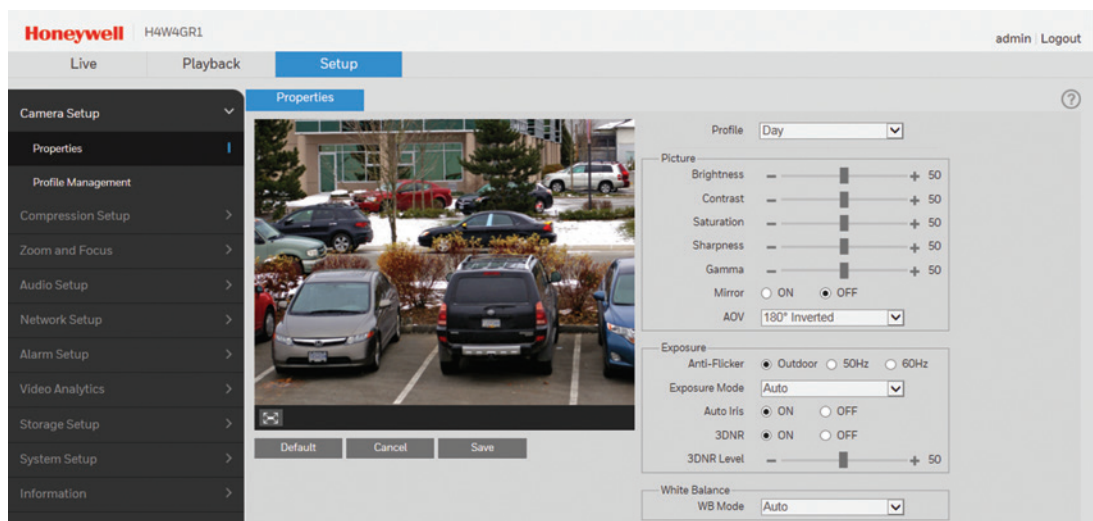 Honeywell H4W4GR1
admin | Logout
Live Playback Setup
Camera Setup
Properties
Profile Management
Compression Setup
Zoom and Focus
Audio Setup
Network Setup
Alarm Setup
Video Analytics
Storage Setup
System Setup
Information
Properties
?
Default Cancel Save
Profile Day
Picture
Brightness - + 50
Contrast - + 50
Saturation - + 50
Sharpness - + 50
Gamma - + 50
Mirror ON OFF
AOV 180° Inverted
Exposure
Anti-Flicker Outdoor 50Hz 60Hz
Exposure Mode Auto
Auto Iris ON OFF
3DNR ON OFF
3DNR Level - + 50
White Balance
WB Mode Auto